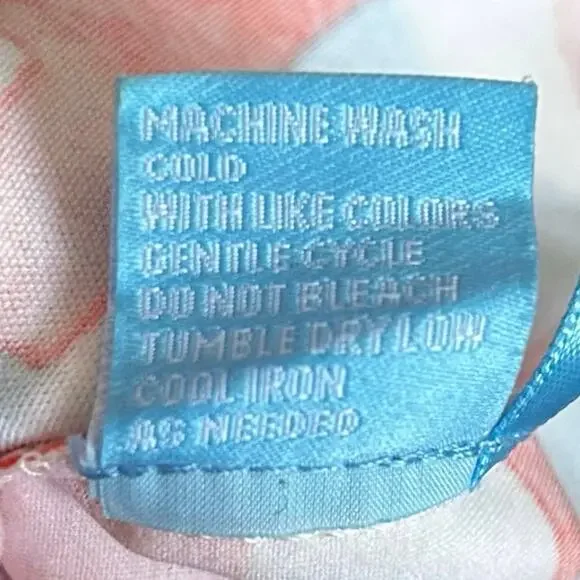 MACHINE WASH
COLD
WITH LIKE COLORS
GENTLE CYCLE
DO NOT BLEACH
TUMBLE DRY LOW
COOL IRON
AS NEEDED